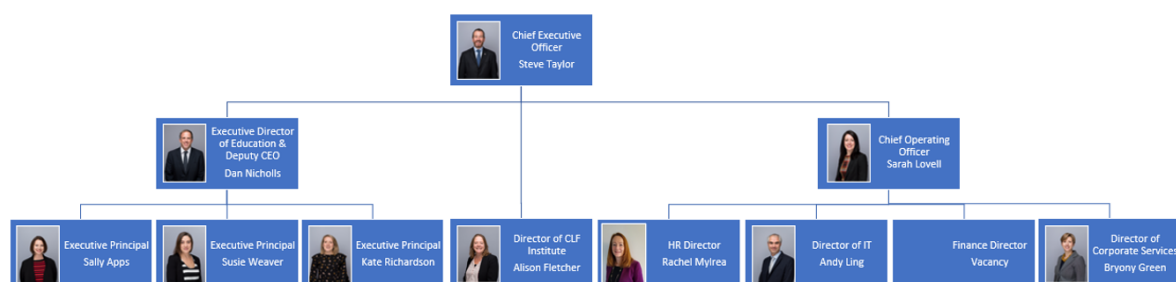 Chief Executive
Officer
Steve Taylor
Executive Director
of Education &
Deputy CEO
Dan Nicholls
Chief Operating
Officer
Sarah Lovell
Executive Principal
Sally Apps
Executive Principal
Susie Weaver
Executive Principal
Kate Richardson
Director of CLF
Institute
Alison Fletcher
HR Director
Rachel Mylrea
Director of IT
Andy Ling
Finance Director
Vacancy
Director of
Corporate Services
Bryony Green